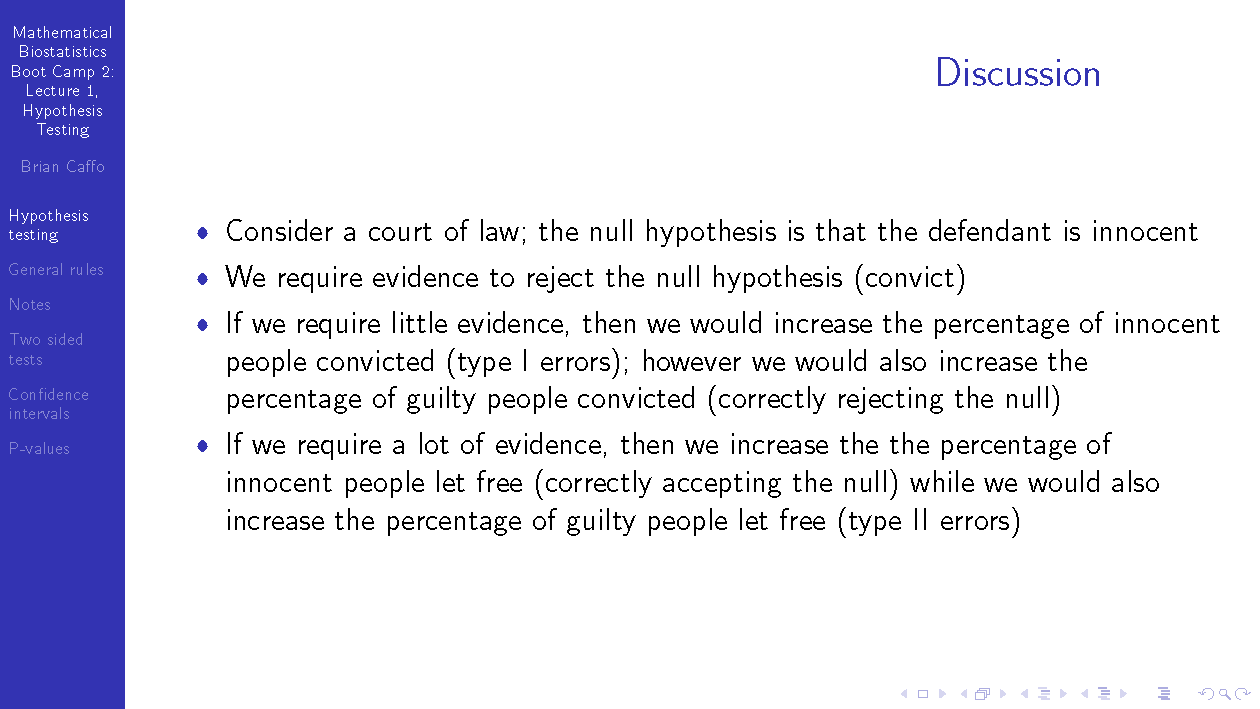 Mathematical
Biostatistics
Boot Camp 2:
Lecture 1,
Hypothesis
Testing
Brian Caffo
Hypothesis
testing
General rules
Notes
Two sided
tests
Confidence
intervals
P-values
Discussion
• Consider a court of law; the null hypothesis is that the defendant is innocent
• We require evidence to reject the null hypothesis (convict)
• If we require little evidence, then we would increase the percentage of innocent
people convicted (type I errors); however we would also increase the
percentage of guilty people convicted (correctly rejecting the null)
• If we require a lot of evidence, then we increase the the percentage of
innocent people let free (correctly accepting the null) while we would also
increase the percentage of guilty people let free (type II errors)